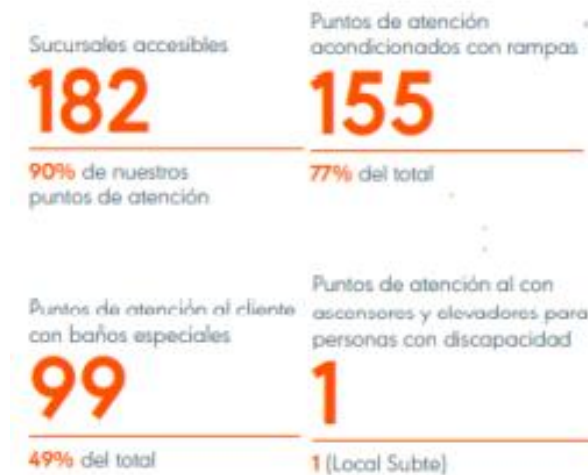 Sucursales accesibles
182
90% de nuestros
puntos de atención
Puntos de atención
acondicionados con rampas
155
77% del total
Puntos de atención al cliente
con baños especiales
99
49% del total
Puntos de atención al con
ascensores y elevadores para
personas con discapacidad
1
1 (Local Subte)